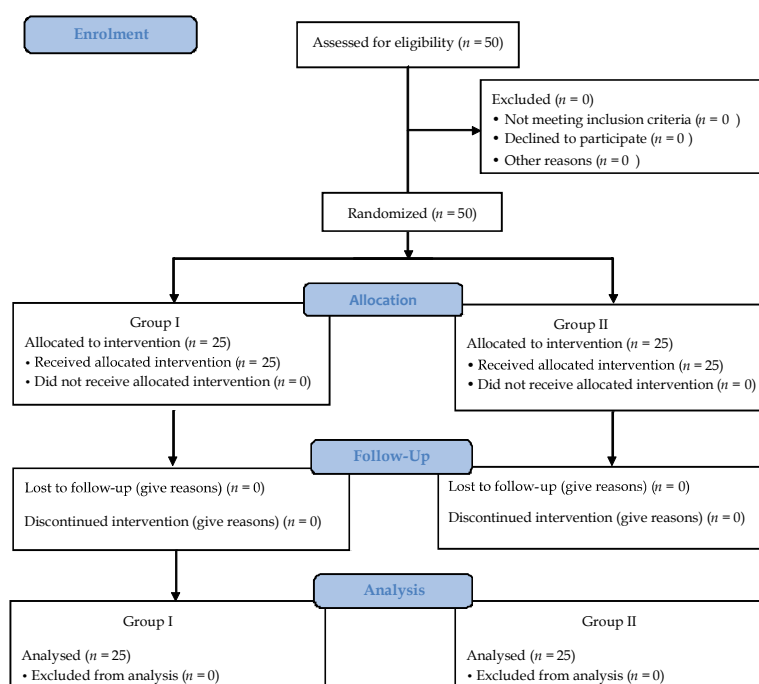 Enrolment
Assessed for eligibility (n = 50)
Excluded (n = 0)
• Not meeting inclusion criteria (n = 0 )
• Declined to participate (n = 0 )
• Other reasons (n = 0 )
Randomized (n = 50)
Allocation
Group I
Allocated to intervention (n = 25)
• Received allocated intervention (n = 25)
• Did not receive allocated intervention (n = 0)
Group II
Allocated to intervention (n = 25)
• Received allocated intervention (n = 25)
• Did not receive allocated intervention (n = 0)
Follow-Up
Lost to follow-up (give reasons) (n = 0)
Discontinued intervention (give reasons) (n = 0)
Lost to follow-up (give reasons) (n = 0)
Discontinued intervention (give reasons) (n = 0)
Analysis
Group I
Analysed (n = 25)
• Excluded from analysis (n = 0)
Group II
Analysed (n = 25)
• Excluded from analysis (n = 0)